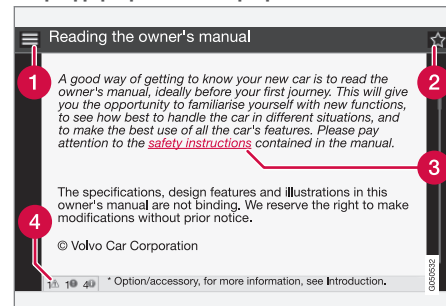 Reading the owner's manual
1
2
A good way of getting to know your new car is to read the
owner's manual, ideally before your first journey. This will give
you the opportunity to familiarise yourself with new functions,
to see how best to handle the car in different situations, and
to make the best use of all the car's features. Please pay
attention to the safety instructions contained in the manual.
3
The specifications, design features and illustrations in this
owner's manual are not binding. We reserve the right to make
modifications without prior notice.
4
© Volvo Car Corporation
1 1 4 * Option/accessory, for more information, see Introduction.
G050532